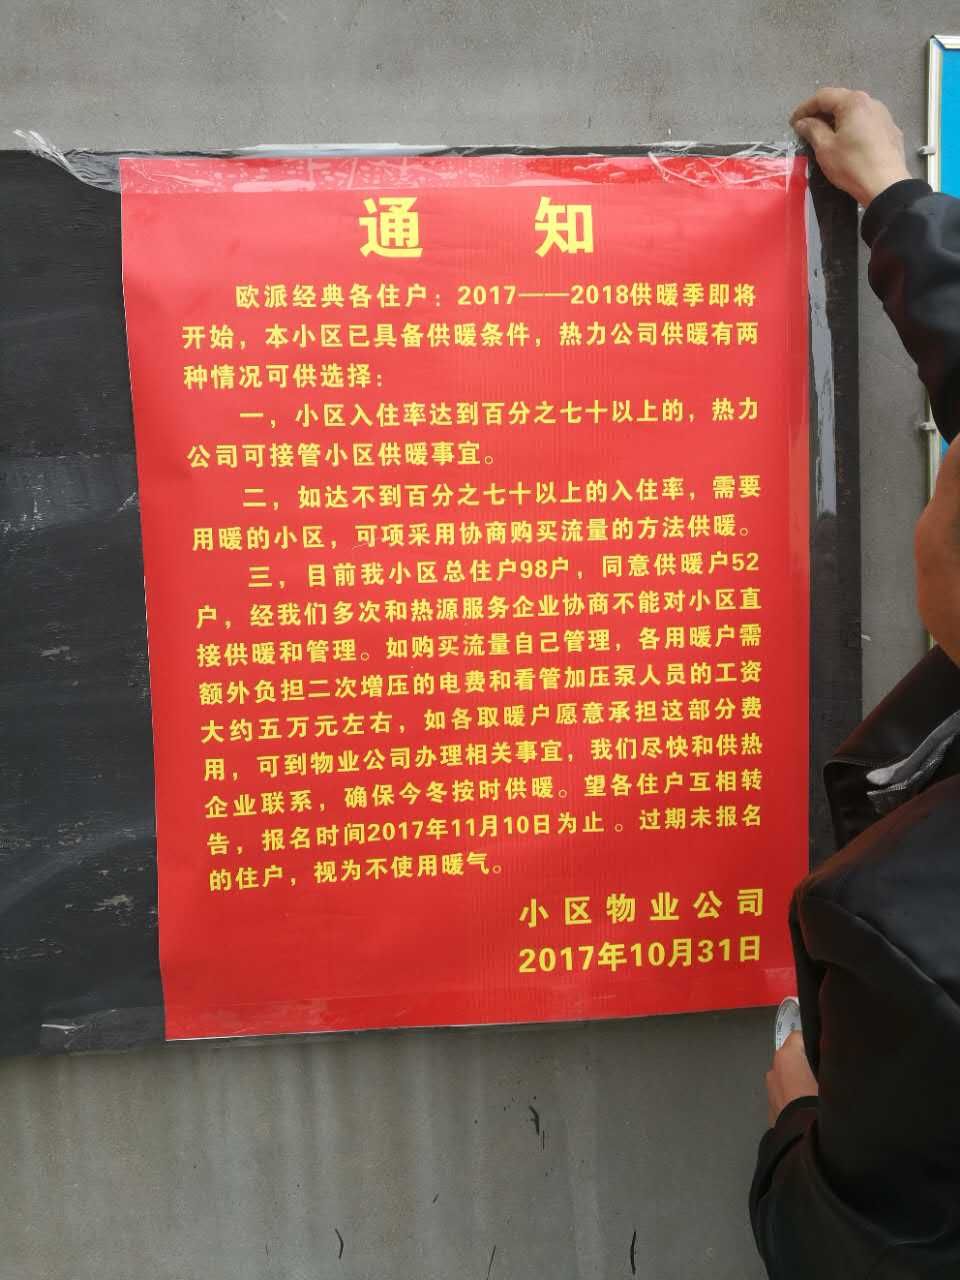 通知
欧派经典各住户：2017——2018供暖季即将
开始，本小区已具备供暖条件，热力公司供暖有两
种情况可供选择：
一，小区入住率达到百分之七十以上的，热力
公司可接管小区供暖事宜。
二，如达不到百分之七十以上的入住率，需要
用暖的小区，可项采用协商购买流量的方法供暖。
三，目前我小区总住户98户，同意供暖户52
户，经我们多次和热源服务企业协商不能对小区直
接供暖和管理。如购买流量自己管理，各用暖户需
额外负担二次增压的电费和看管加压泵人员的工资
大约五万元左右，如各取暖户愿意承担这部分费
用，可到物业公司办理相关事宜，我们尽快和供热
企业联系，确保今冬按时供暖。望各住户互相转
告，报名时间2017年11月10日为止。过期未报名
的住户，视为不使用暖气。
小区物业公司
2017年10月31日